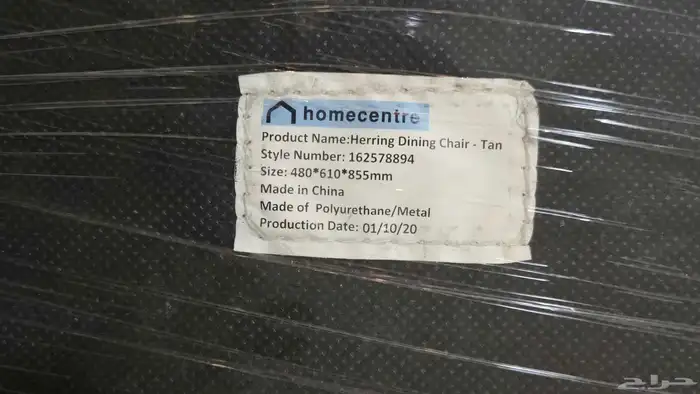 homecentre
Product Name:Herring Dining Chair - Tan
Style Number: 162578894
Size: 480*610*855mm
Made in China
Made of Polyurethane/Metal
Production Date: 01/10/20
حراج